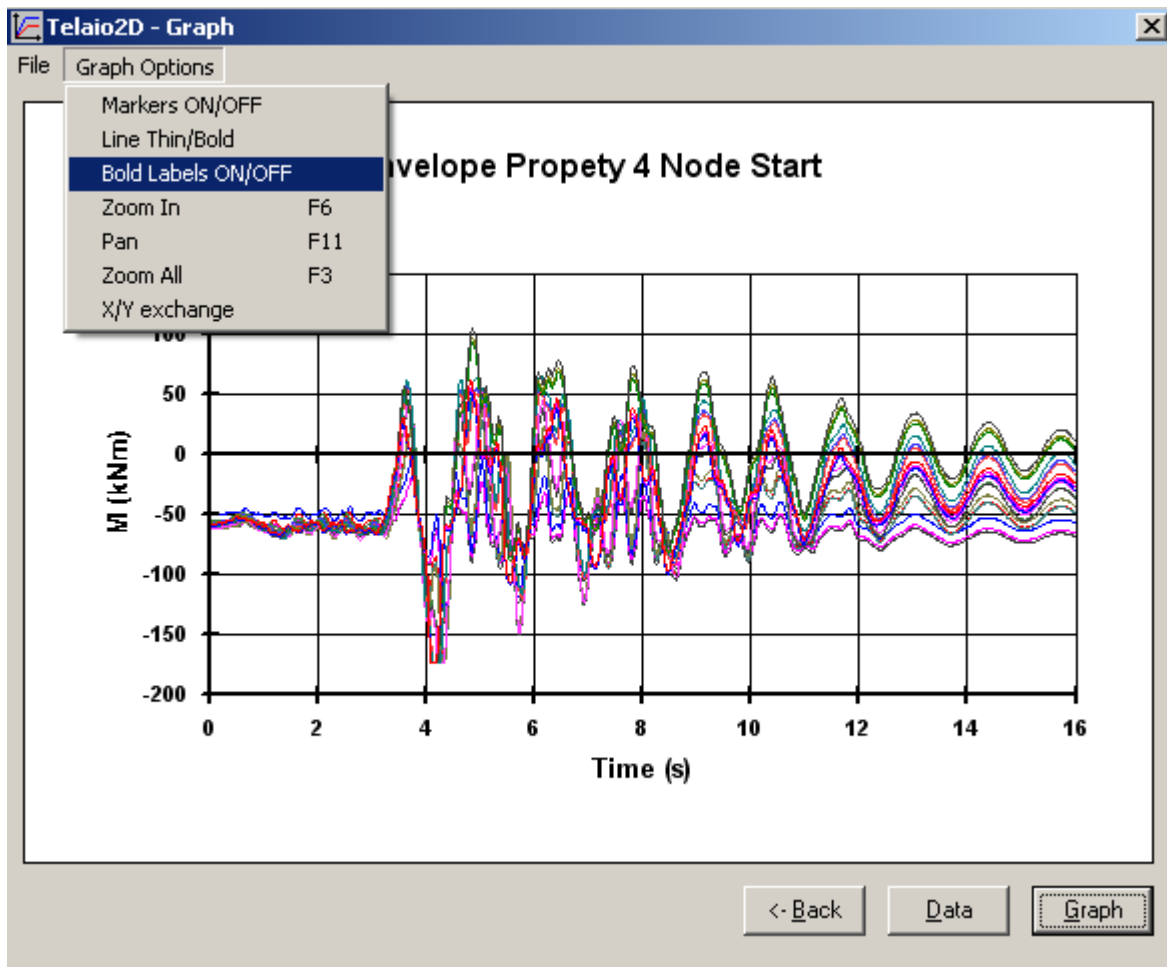 Telaio2D - Graph
File Graph Options
Markers ON/OFF
Line Thin/Bold
Bold Labels ON/OFF
Zoom In F6
Pan F11
Zoom All F3
X/Y exchange
Propety 4 Node Start
100
50
0
-50
-100
-150
-200
M (kNm)
0 2 4 6 8 10 12 14 16
Time (s)
<- Back Data Graph